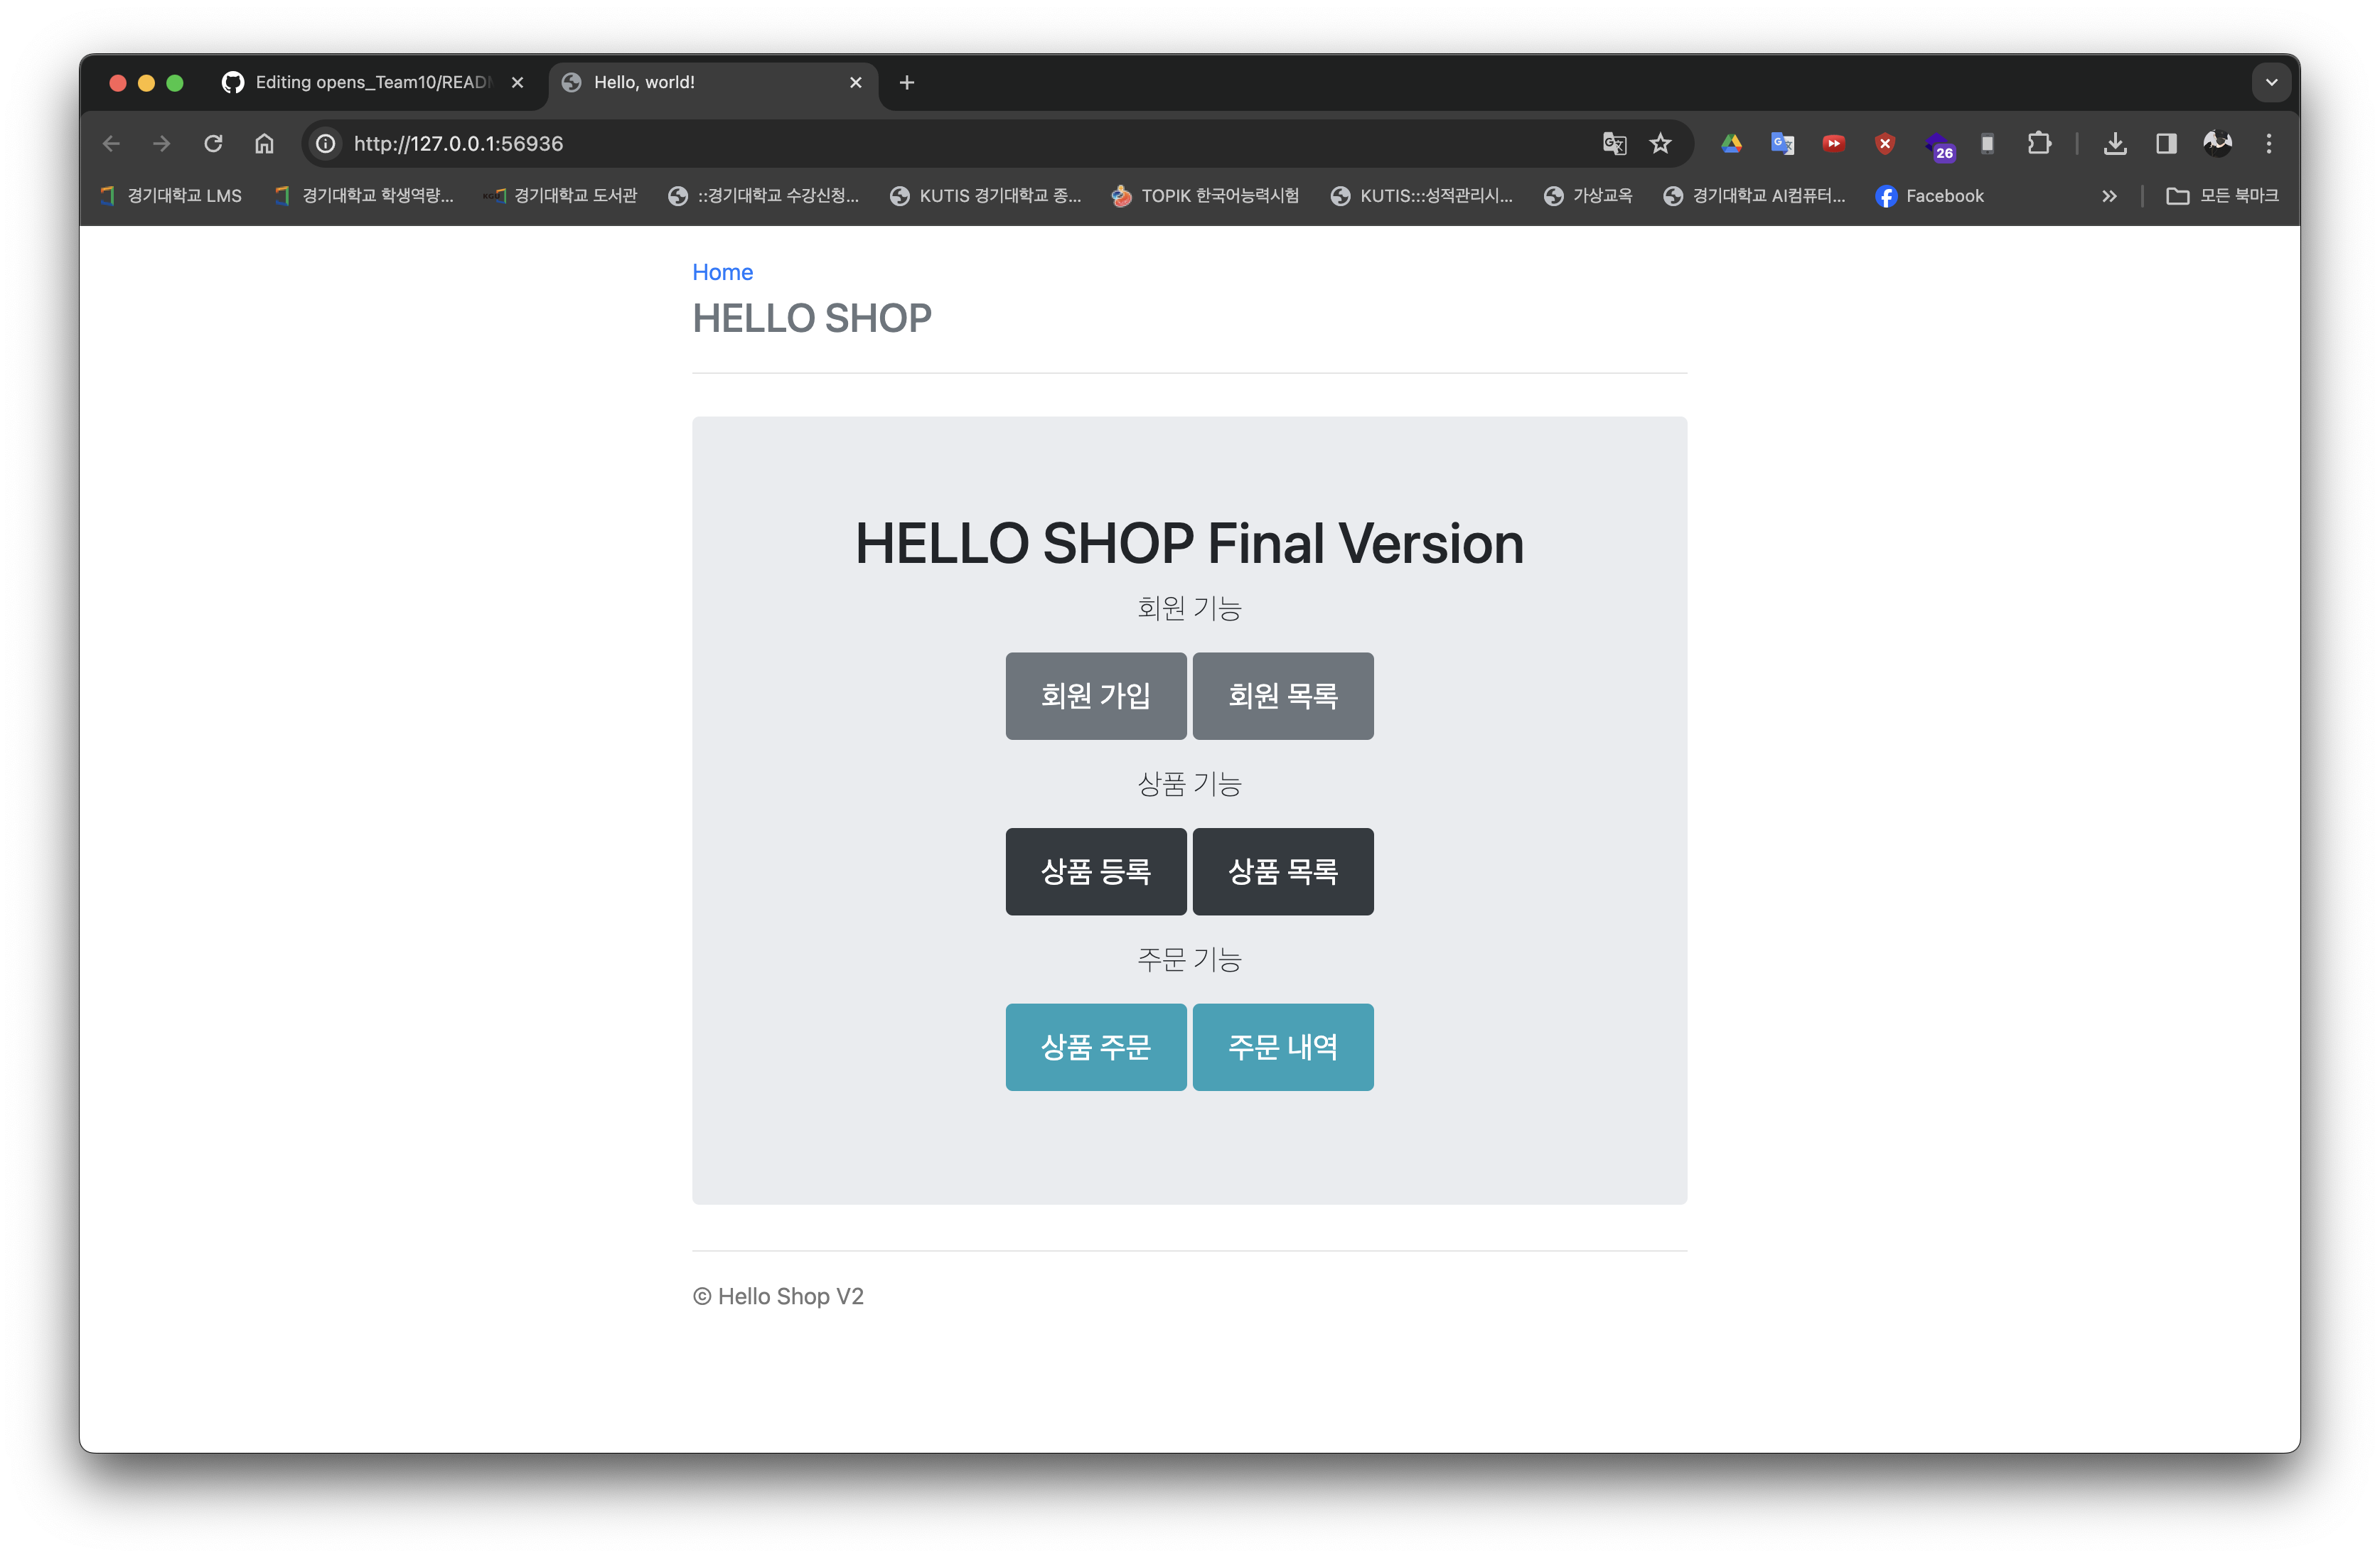 Editing opens_Team10/READM
Hello, world!
http://127.0.0.1:56936
26
경기대학교 LMS
경기대학교 학생역량...
경기대학교 도서관
::경기대학교 수강신청...
KUTIS 경기대학교 종...
TOPIK 한국어능력시험
KUTIS:::성적관리시...
가상교육
경기대학교 AI컴퓨터...
Facebook
모든 북마크
Home
HELLO SHOP
HELLO SHOP Final Version
회원 기능
회원 가입 회원 목록
상품 기능
상품 등록 상품 목록
주문 기능
상품 주문 주문 내역
© Hello Shop V2